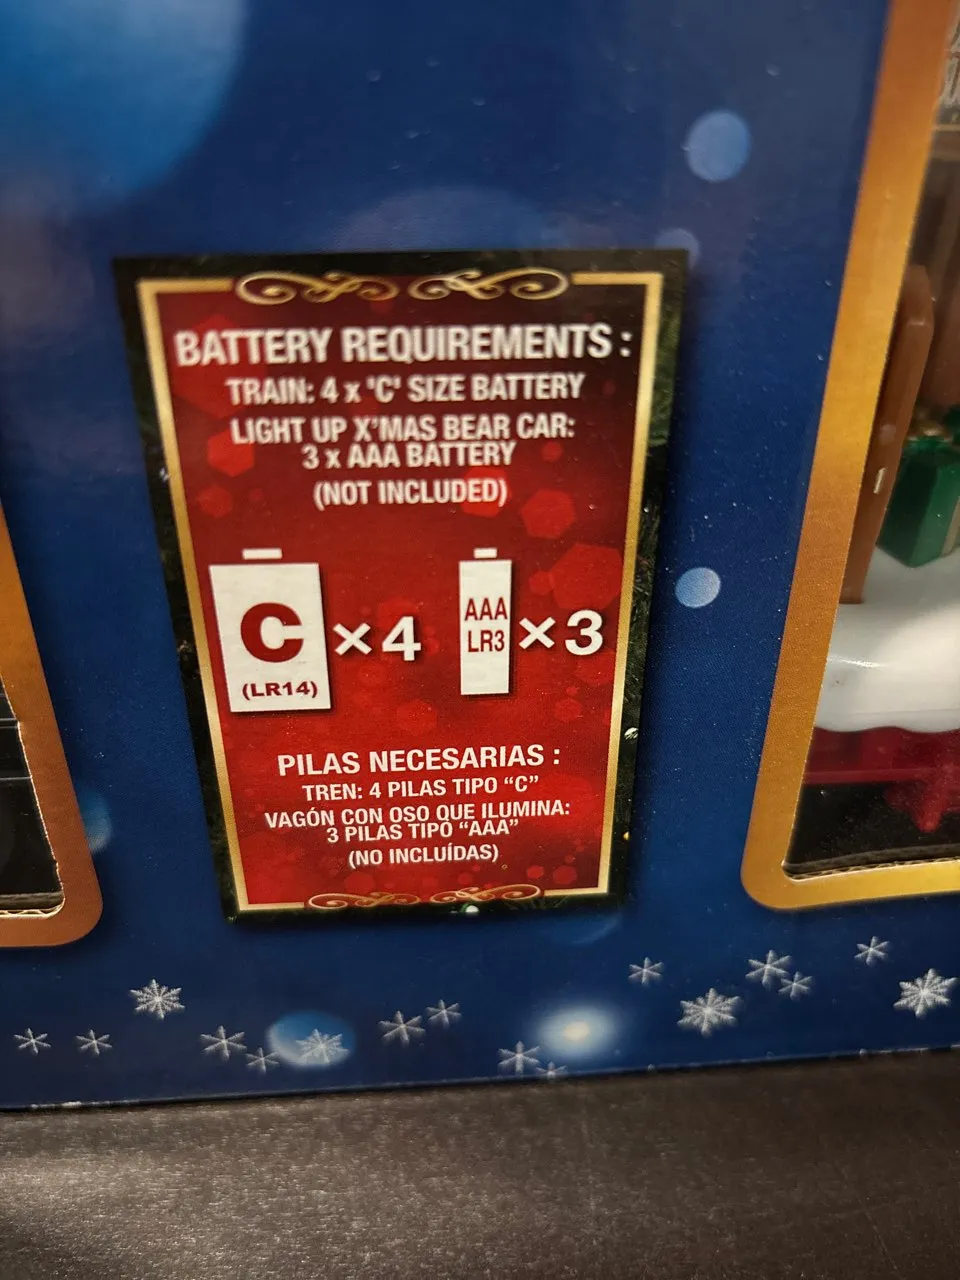 BATTERY REQUIREMENTS :
TRAIN: 4 x 'C' SIZE BATTERY
LIGHT UP X'MAS BEAR CAR:
3 x AAA BATTERY
(NOT INCLUDED)
C
(LR14)
×4
AAA
LR3
×3
PILAS NECESARIAS :
TREN: 4 PILAS TIPO “C”
VAGÓN CON OSO QUE ILUMINA:
3 PILAS TIPO “AAA”
(NO INCLUÍDAS)